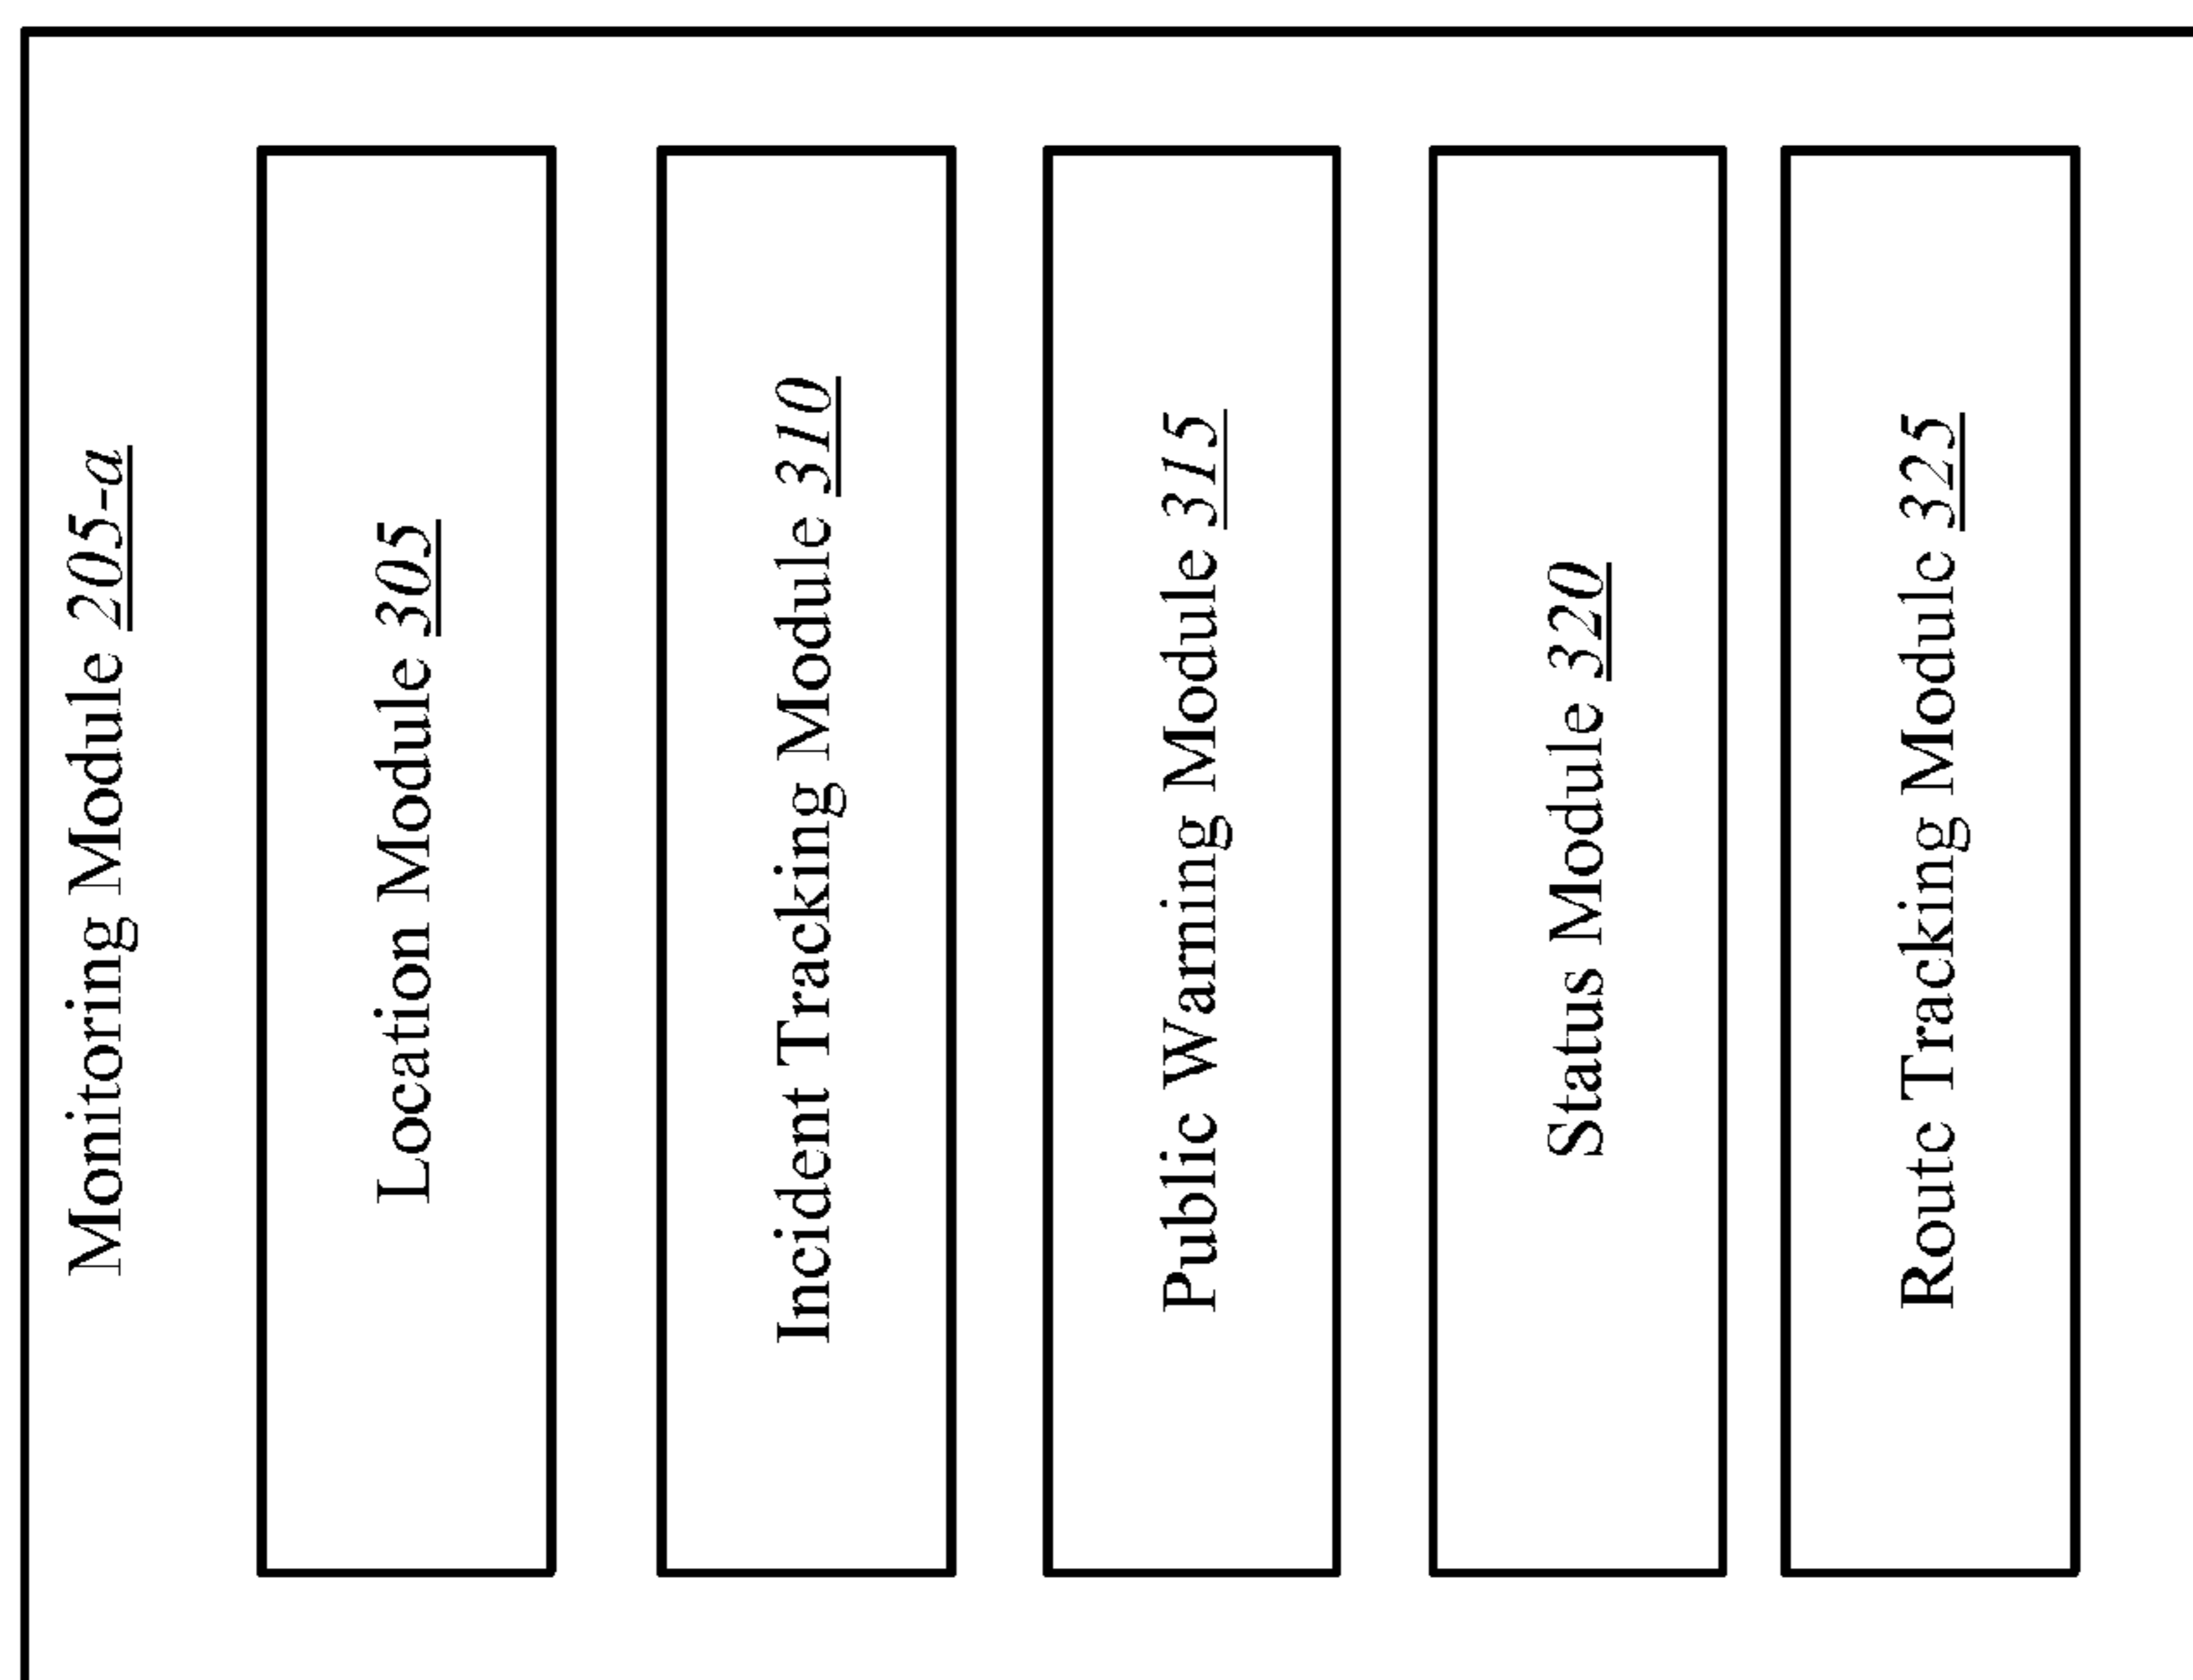 Monitoring Module 205-a
Location Module 305
Incident Tracking Module 310
Public Warning Module 315
Status Module 320
Route Tracking Module 325